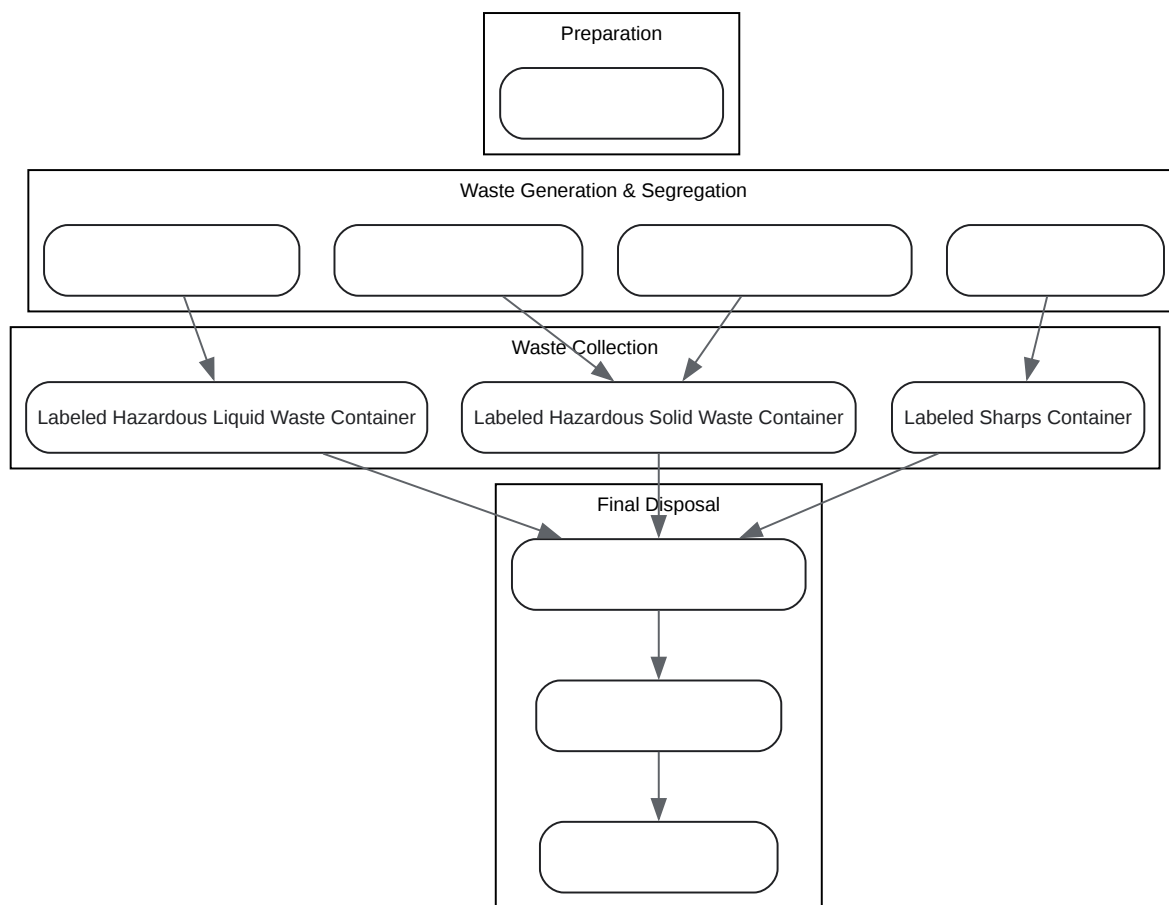 Preparation
Waste Generation & Segregation
Waste Collection
Labeled Hazardous Liquid Waste Container
Labeled Hazardous Solid Waste Container
Labeled Sharps Container
Final Disposal